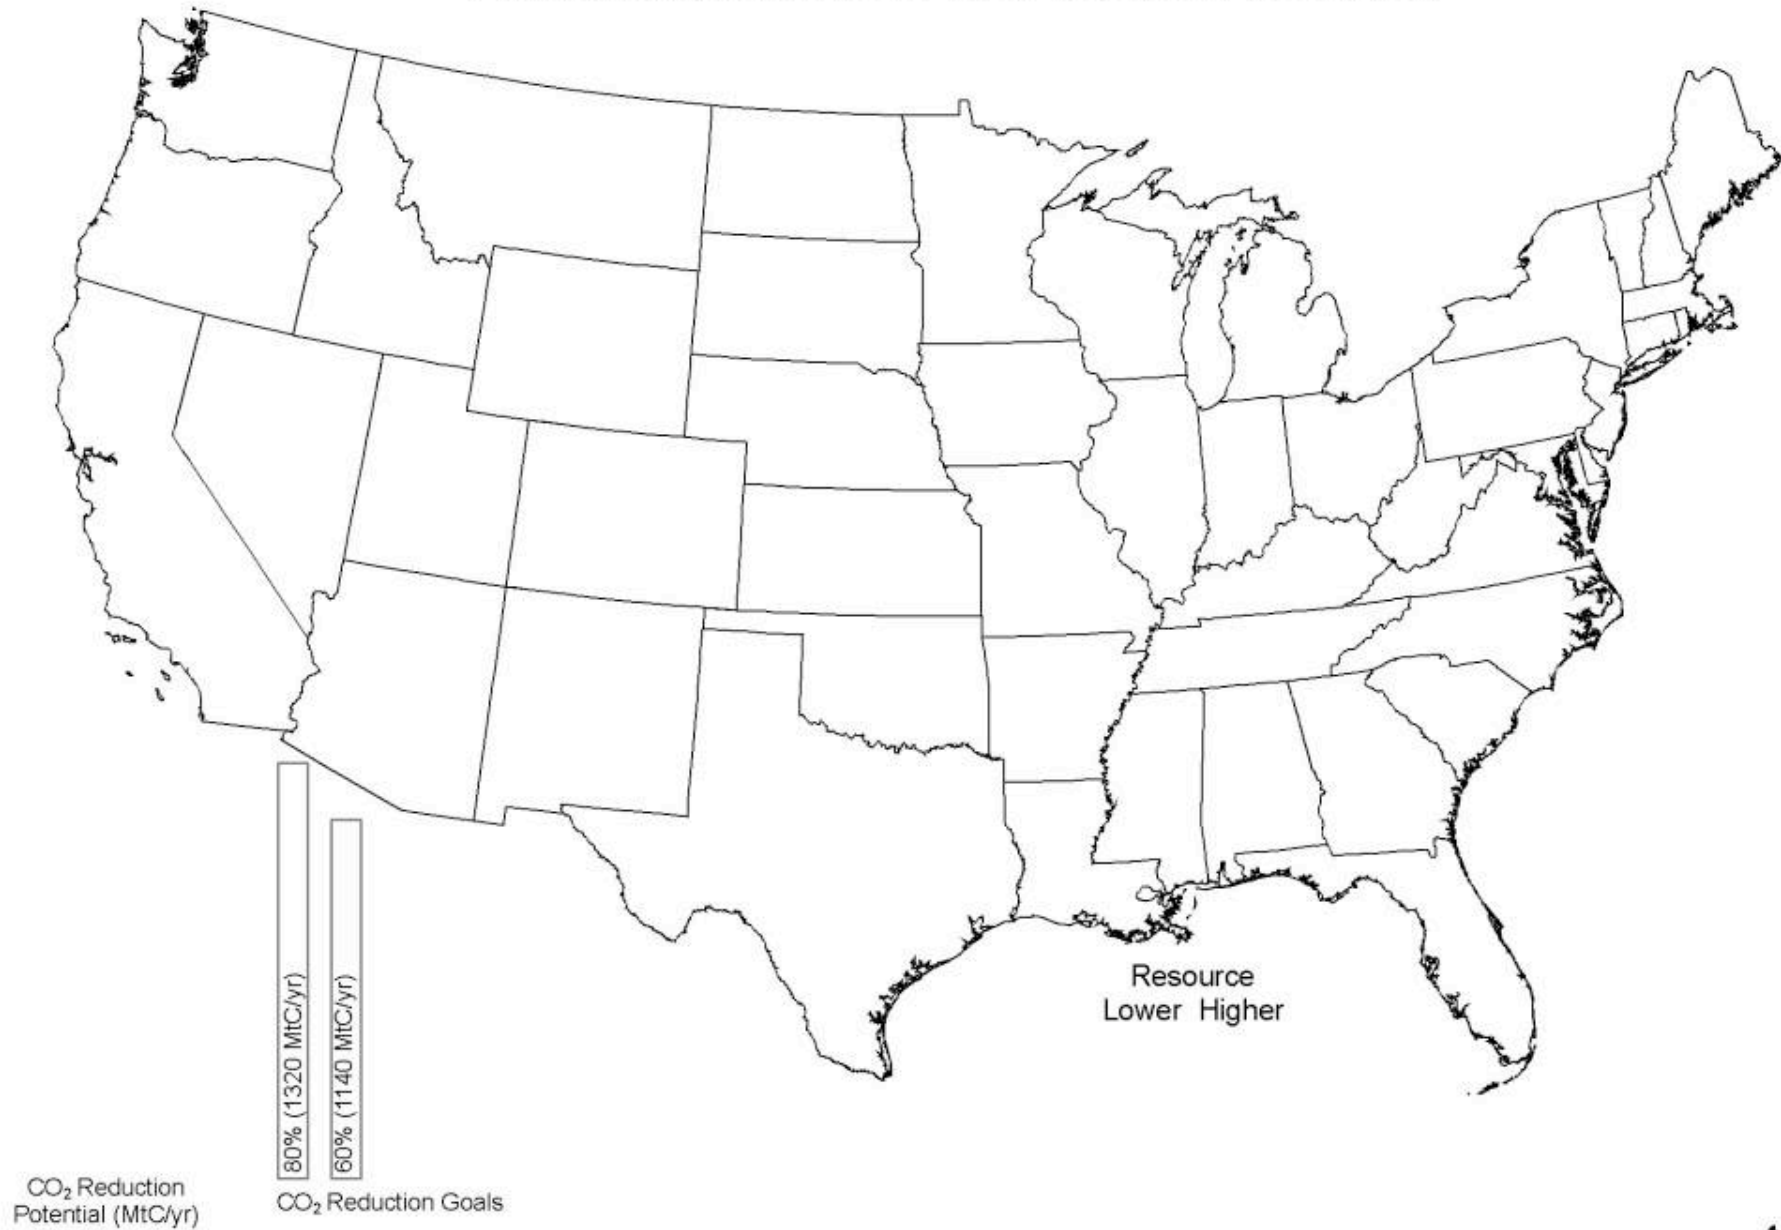 Resource
Lower Higher
80% (1320 MtC/yr)
60% (1140 MtC/yr)
CO₂ Reduction
Potential (MtC/yr)
CO₂ Reduction Goals